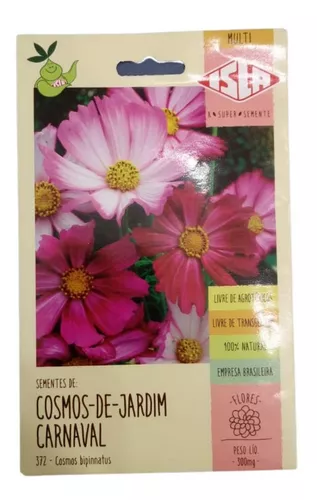 MULTI
ISLA
A SUPER SEMENTE
LIVRE DE AGROTÓXICOS
LIVRE DE TRANSGÊNICOS
100% NATURAL
EMPRESA BRASILEIRA
SEMENTES DE:
COSMOS-DE-JARDIM
CARNAVAL
372 - Cosmos bipinnatus
-FLORES-
PESO LÍQ.
300mg